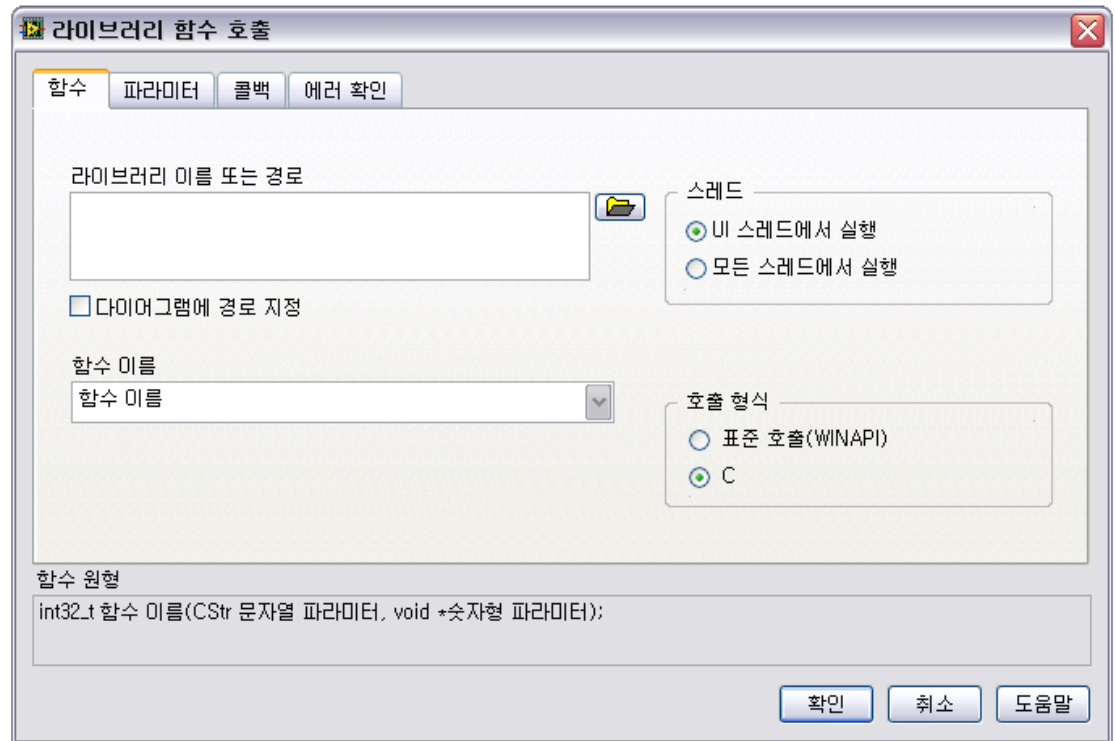 라이브러리 함수 호출
함수 파라미터 콜백 에러 확인
라이브러리 이름 또는 경로
스레드
UI 스레드에서 실행
모든 스레드에서 실행
다이어그램에 경로 지정
함수 이름
함수 이름
호출 형식
표준 호출(WINAPI)
C
함수 원형
int32_t 함수 이름(CStr 문자열 파라미터, void *숫자형 파라미터);
확인 취소 도움말